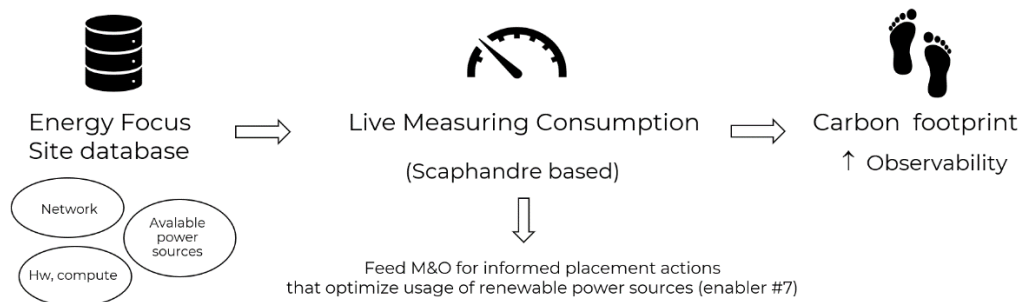 Energy Focus
Site database
Network
Avalable
power
sources
Hw, compute
Live Measuring Consumption
(Scaphandre based)
Feed M&O for informed placement actions
that optimize usage of renewable power sources (enabler #7)
Carbon footprint
↑ Observability